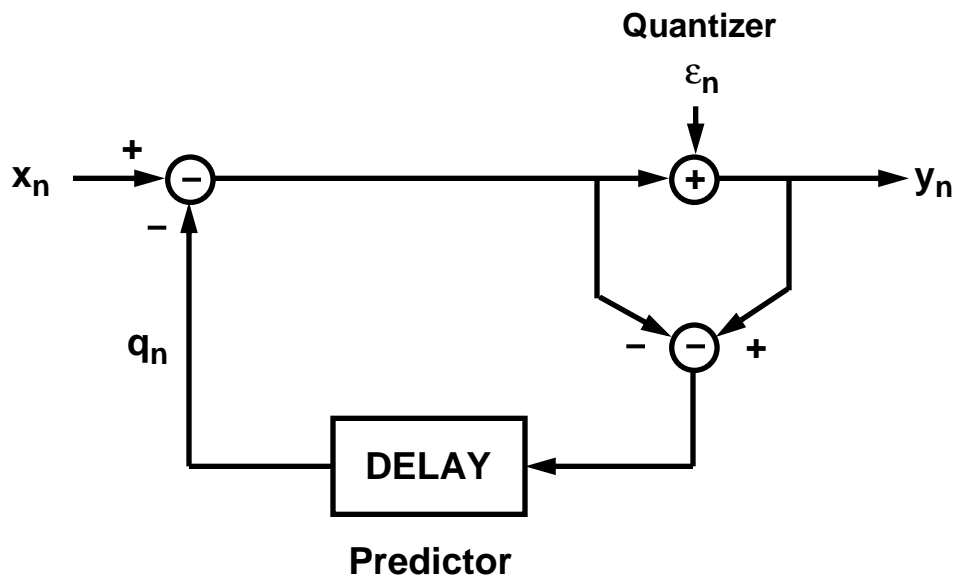 Quantizer
εn
+
xn
−
+
yn
−
qn
−
−
+
DELAY
Predictor